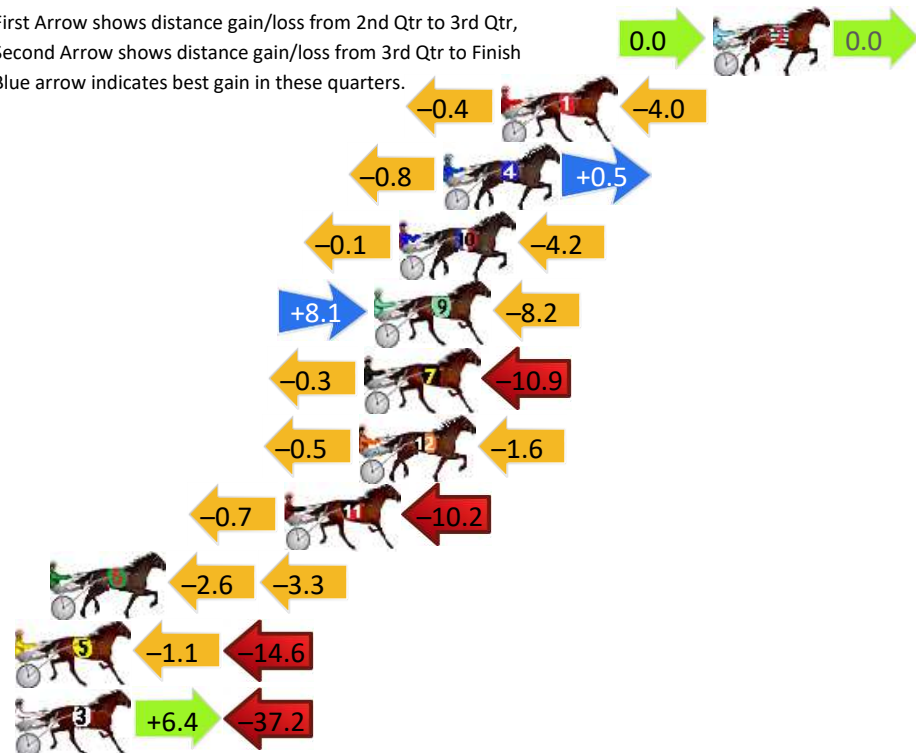 First Arrow shows distance gain/loss from 2nd Qtr to 3rd Qtr,
Second Arrow shows distance gain/loss from 3rd Qtr to Finish
Blue arrow indicates best gain in these quarters.
0.0 2 0.0
–0.4 1 –4.0
–0.8 4 +0.5
–0.1 10 –4.2
+8.1 9 –8.2
–0.3 7 –10.9
–0.5 12 –1.6
–0.7 11 –10.2
–2.6 –3.3
5 –1.1 –14.6
3 +6.4 –37.2